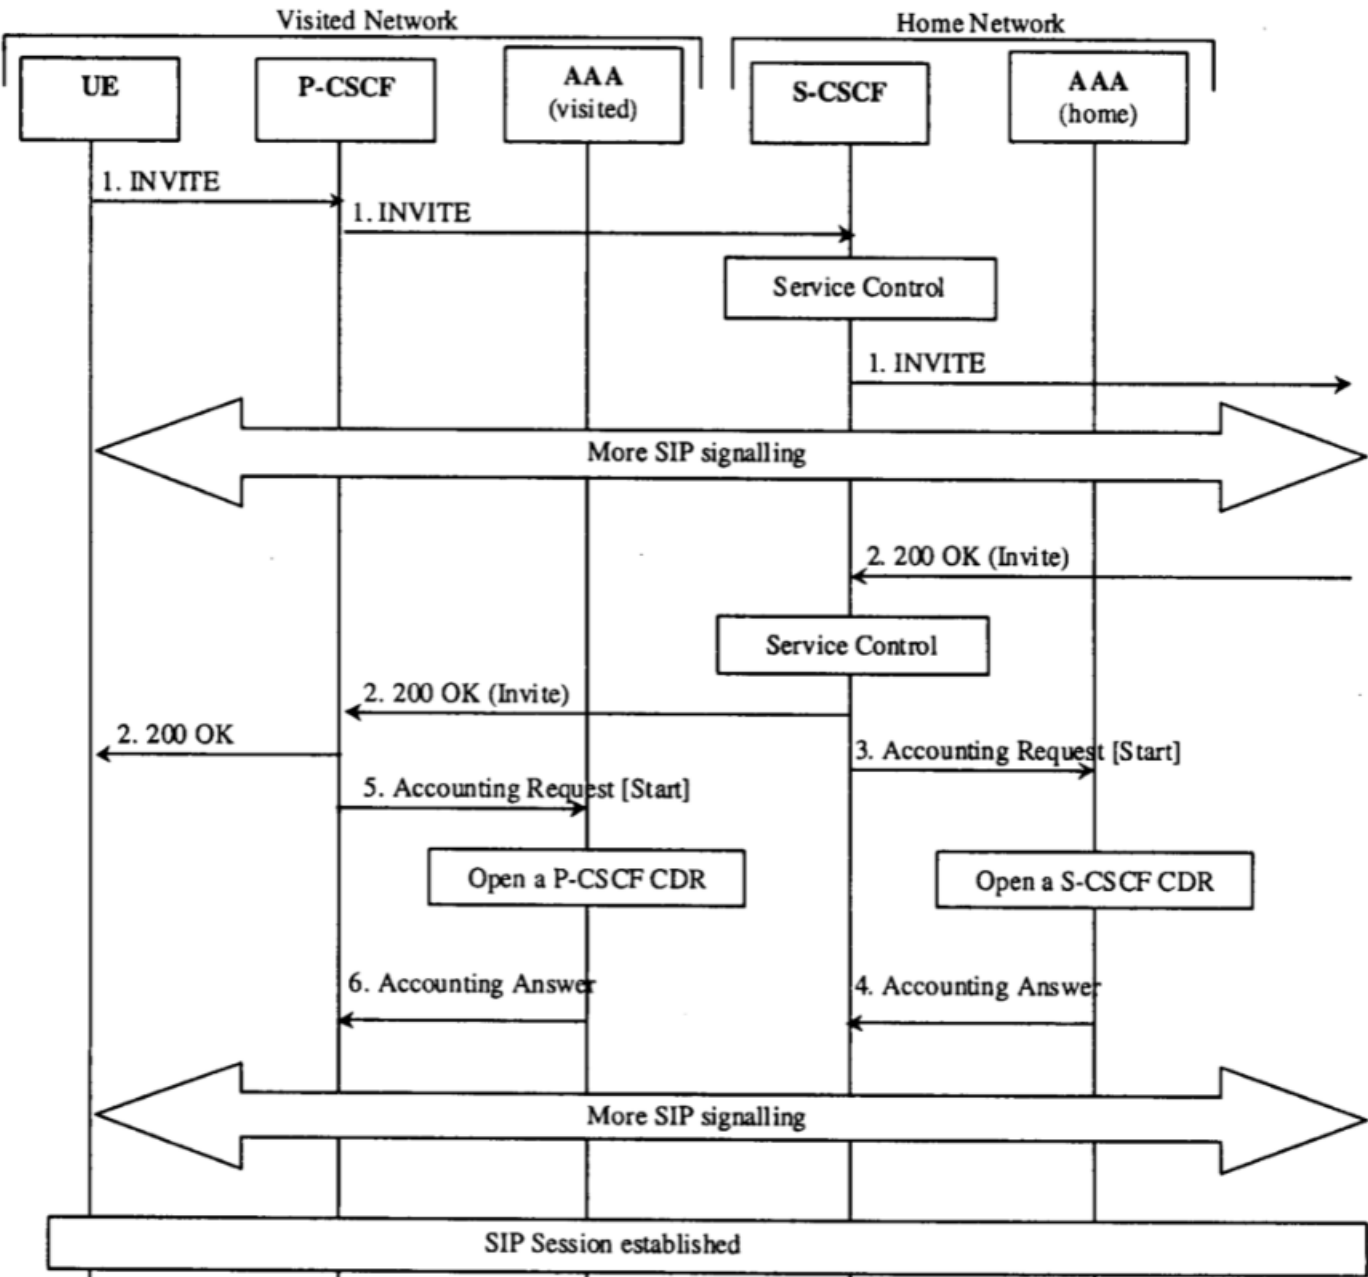 Visited Network
Home Network
UE
P-CSCF
AAA
(visited)
S-CSCF
AAA
(home)
1. INVITE
1. INVITE
Service Control
1. INVITE
More SIP signalling
2. 200 OK (Invite)
Service Control
2. 200 OK (Invite)
2. 200 OK
3. Accounting Request [Start]
5. Accounting Request [Start]
Open a P-CSCF CDR
Open a S-CSCF CDR
6. Accounting Answer
4. Accounting Answer
More SIP signalling
SIP Session established